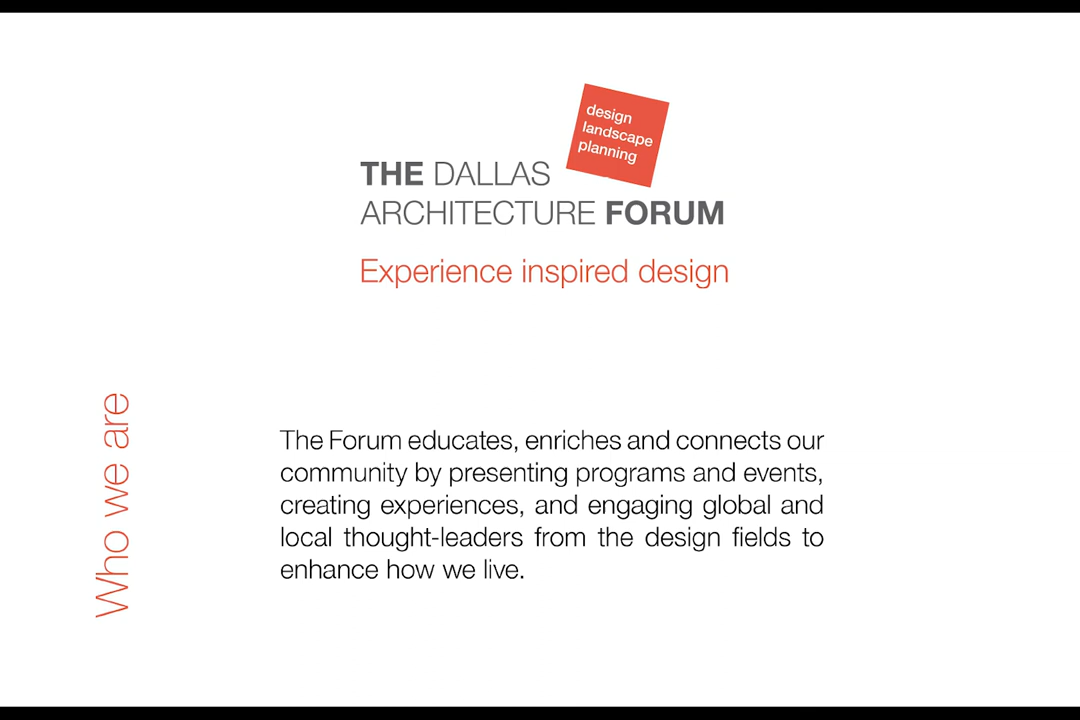 design
landscape
planning
THE DALLAS
ARCHITECTURE FORUM
Experience inspired design
Who we are
The Forum educates, enriches and connects our
community by presenting programs and events,
creating experiences, and engaging global and
local thought-leaders from the design fields to
enhance how we live.